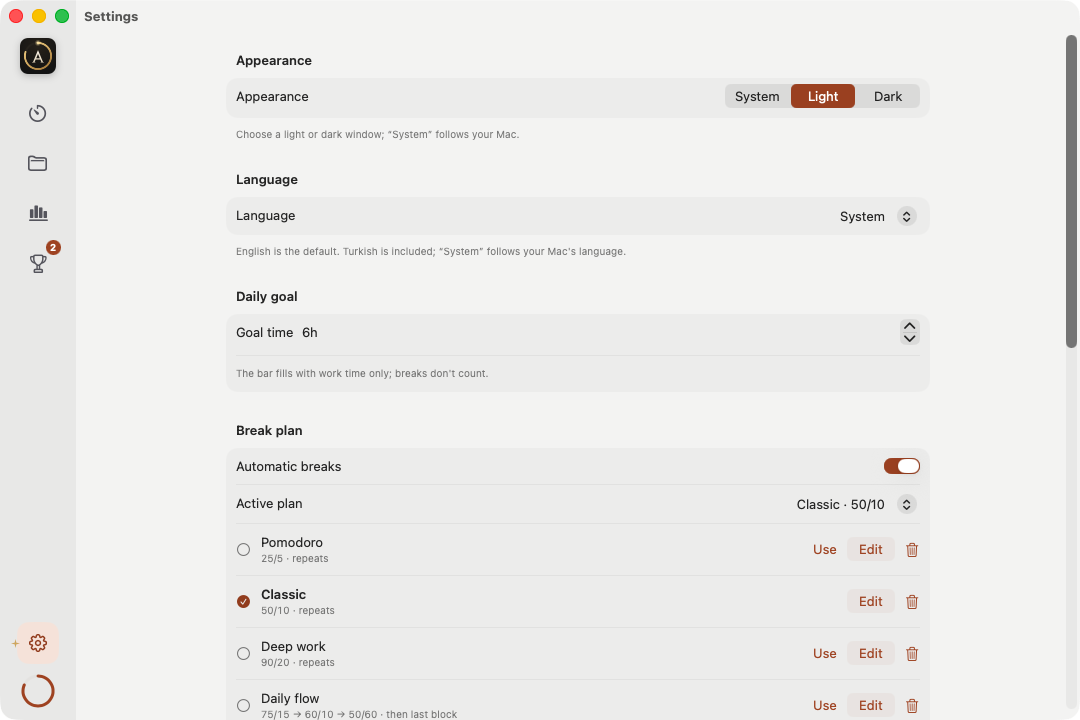 Settings
A
Appearance
Appearance
System Light Dark
Choose a light or dark window; “System” follows your Mac.
Language
Language
System
English is the default. Turkish is included; “System” follows your Mac's language.
2
Daily goal
Goal time 6h
The bar fills with work time only; breaks don't count.
Break plan
Automatic breaks
Active plan
Classic · 50/10
Pomodoro
25/5 · repeats
Use Edit
Classic
50/10 · repeats
Edit
Deep work
90/20 · repeats
Use Edit
Daily flow
75/15 → 60/10 → 50/60 · then last block
Use Edit